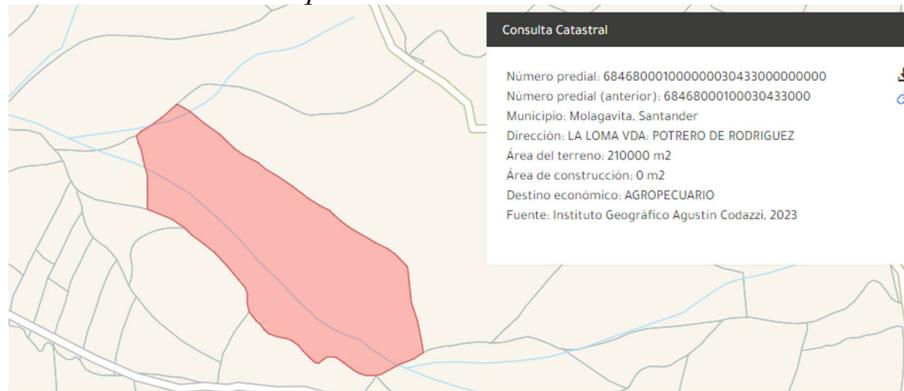 Consulta Catastral
Número predial: 684680001000000030433000000000
Número predial (anterior): 68468000100030433000
Municipio: Molagavita, Santander
Dirección: LA LOMA VDA: POTRERO DE RODRIGUEZ
Área del terreno: 210000 m2
Área de construcción: 0 m2
Destino económico: AGROPECUARIO
Fuente: Instituto Geográfico Agustín Codazzi, 2023